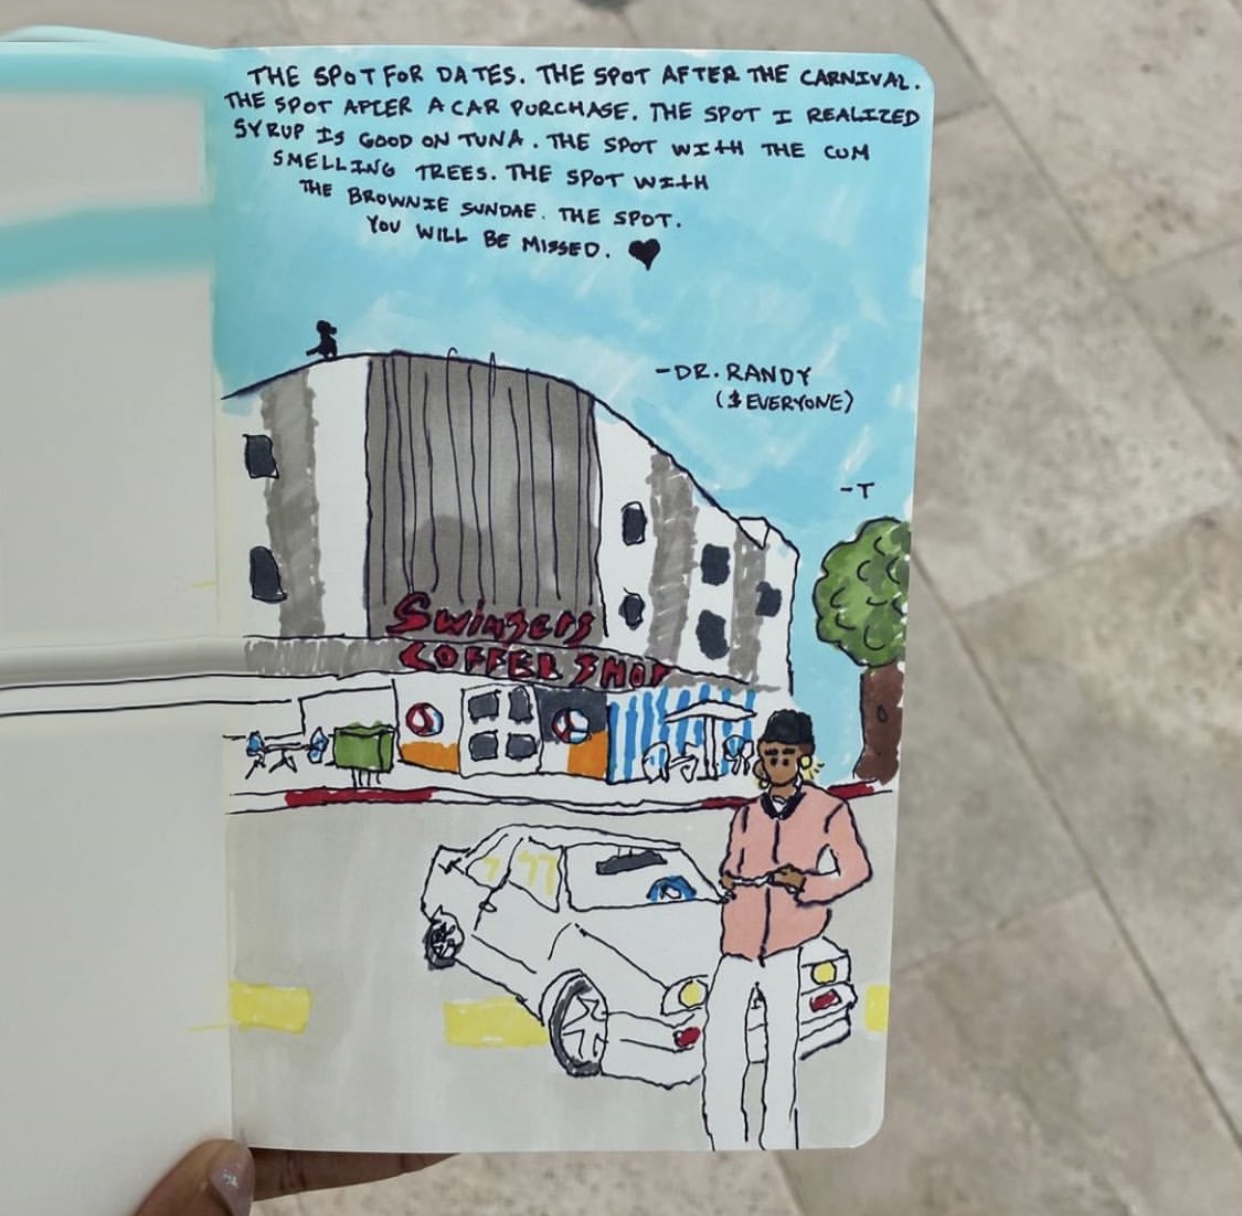 THE SPOT FOR DATES. THE SPOT AFTER THE CARNIVAL.
THE SPOT AFTER A CAR PURCHASE. THE SPOT I REALIZED
SYRUP IS GOOD ON TUNA. THE SPOT WITH THE CUM
SMELLING TREES. THE SPOT WITH
THE BROWNIE SUNDAE. THE SPOT.
YOU WILL BE MISSED. ♥
-DR. RANDY
($ EVERYONE)
-T
Swingers
COFFEE SHOP